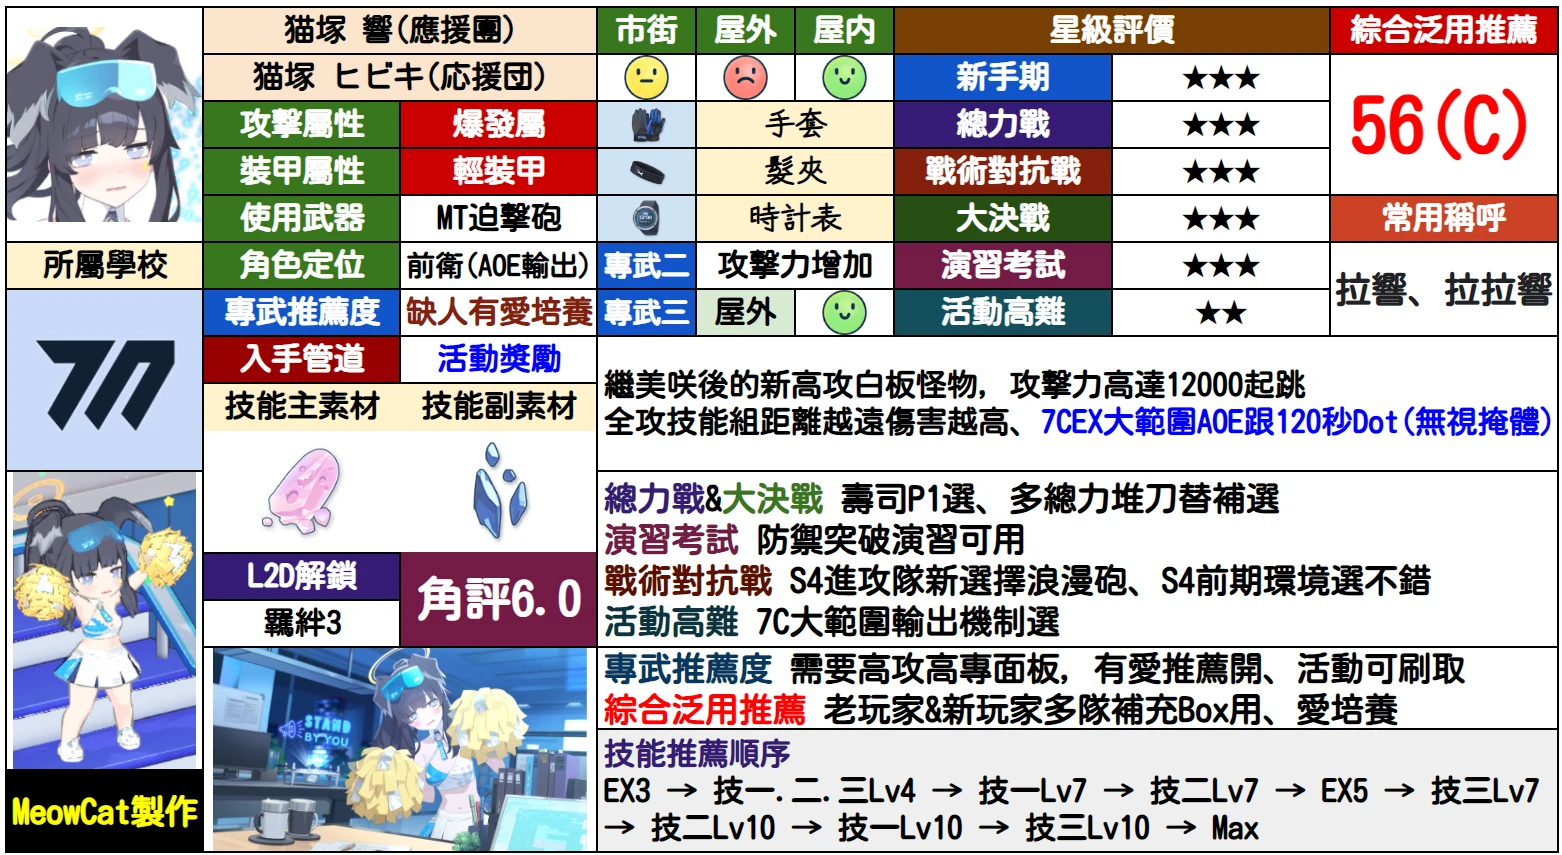 猫塚 響(應援團)
猫塚 ヒビキ(応援団)
市街 屋外 屋内
星級評價
綜合泛用推薦
新手期 ★★★
56(C)
攻擊屬性 爆發屬
手套
總力戰 ★★★
裝甲屬性 輕裝甲
髮夾
戰術對抗戰 ★★★
使用武器 MT迫擊砲
時計表
大決戰 ★★★
常用稱呼
所屬學校
角色定位 前衛(AOE輸出)
專武二 攻擊力增加
演習考試 ★★★
拉響、拉拉響
專武推薦度 缺人有愛培養
專武三 屋外
活動高難 ★★
入手管道 活動獎勵
技能主素材 技能副素材
繼美咲後的新高攻白板怪物, 攻擊力高達12000起跳
全攻技能組距離越遠傷害越高、7CEX大範圍AOE跟120秒Dot(無視掩體)
總力戰&大決戰 壽司P1選、多總力堆刀替補選
演習考試 防禦突破演習可用
戰術對抗戰 S4進攻隊新選擇浪漫砲、S4前期環境選不錯
活動高難 7C大範圍輸出機制選
L2D解鎖
羈絆3
角評6.0
專武推薦度 需要高攻高專面板, 有愛推薦開、活動可刷取
綜合泛用推薦 老玩家&新玩家多隊補充Box用、愛培養
STAND
BY YOU
技能推薦順序
EX3 → 技一.二.三Lv4 → 技一Lv7 → 技二Lv7 → EX5 → 技三Lv7
→ 技二Lv10 → 技一Lv10 → 技三Lv10 → Max
MeowCat製作